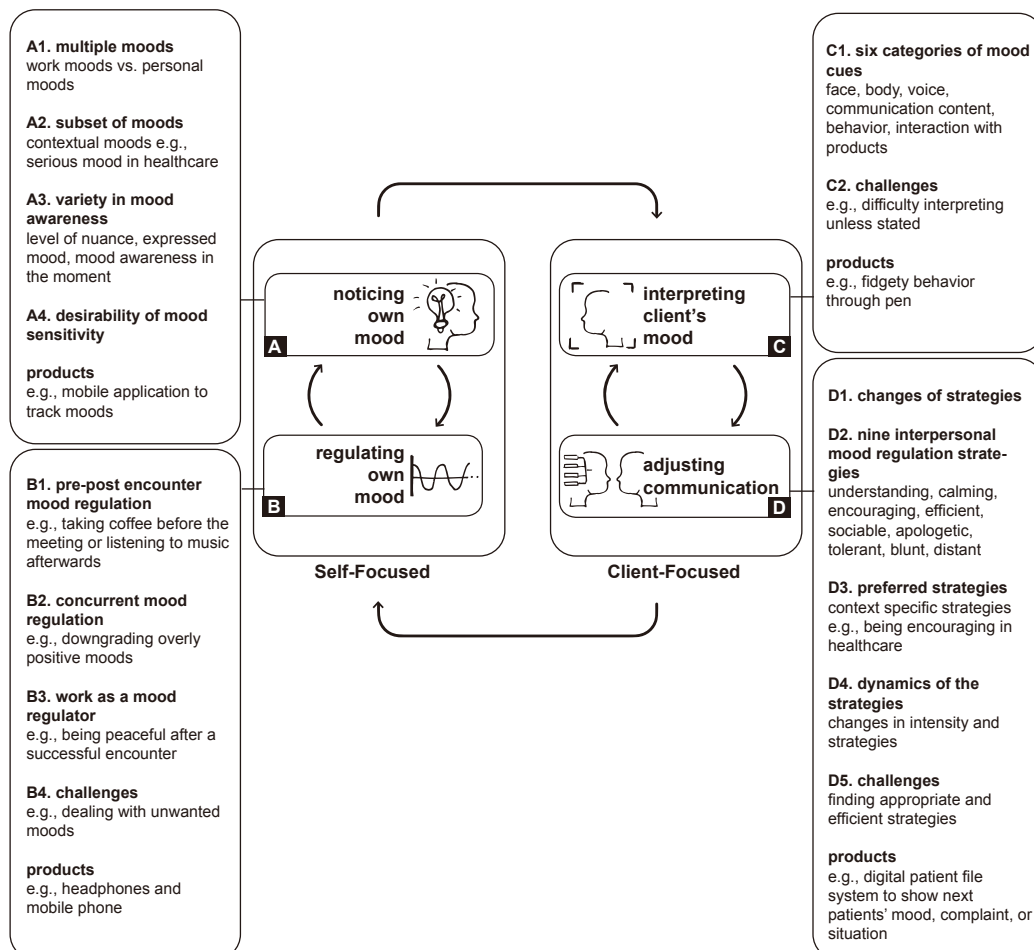 A1. multiple moods
work moods vs. personal
moods
A2. subset of moods
contextual moods e.g.,
serious mood in healthcare
A3. variety in mood
awareness
level of nuance, expressed
mood, mood awareness in
the moment
A4. desirability of mood
sensitivity
products
e.g., mobile application to
track moods
B1. pre-post encounter
mood regulation
e.g., taking coffee before the
meeting or listening to music
afterwards
B2. concurrent mood
regulation
e.g., downgrading overly
positive moods
B3. work as a mood
regulator
e.g., being peaceful after a
successful encounter
B4. challenges
e.g., dealing with unwanted
moods
products
e.g., headphones and
mobile phone
noticing
own
mood
A
regulating
own
mood
B
Self-Focused
interpreting
client's
mood
C
adjusting
communication
D
Client-Focused
C1. six categories of mood
cues
face, body, voice,
communication content,
behavior, interaction with
products
C2. challenges
e.g., difficulty interpreting
unless stated
products
e.g., fidgety behavior
through pen
D1. changes of strategies
D2. nine interpersonal
mood regulation strate-
gies
understanding, calming,
encouraging, efficient,
sociable, apologetic,
tolerant, blunt, distant
D3. preferred strategies
context specific strategies
e.g., being encouraging in
healthcare
D4. dynamics of the
strategies
changes in intensity and
strategies
D5. challenges
finding appropriate and
efficient strategies
products
e.g., digital patient file
system to show next
patients' mood, complaint, or
situation